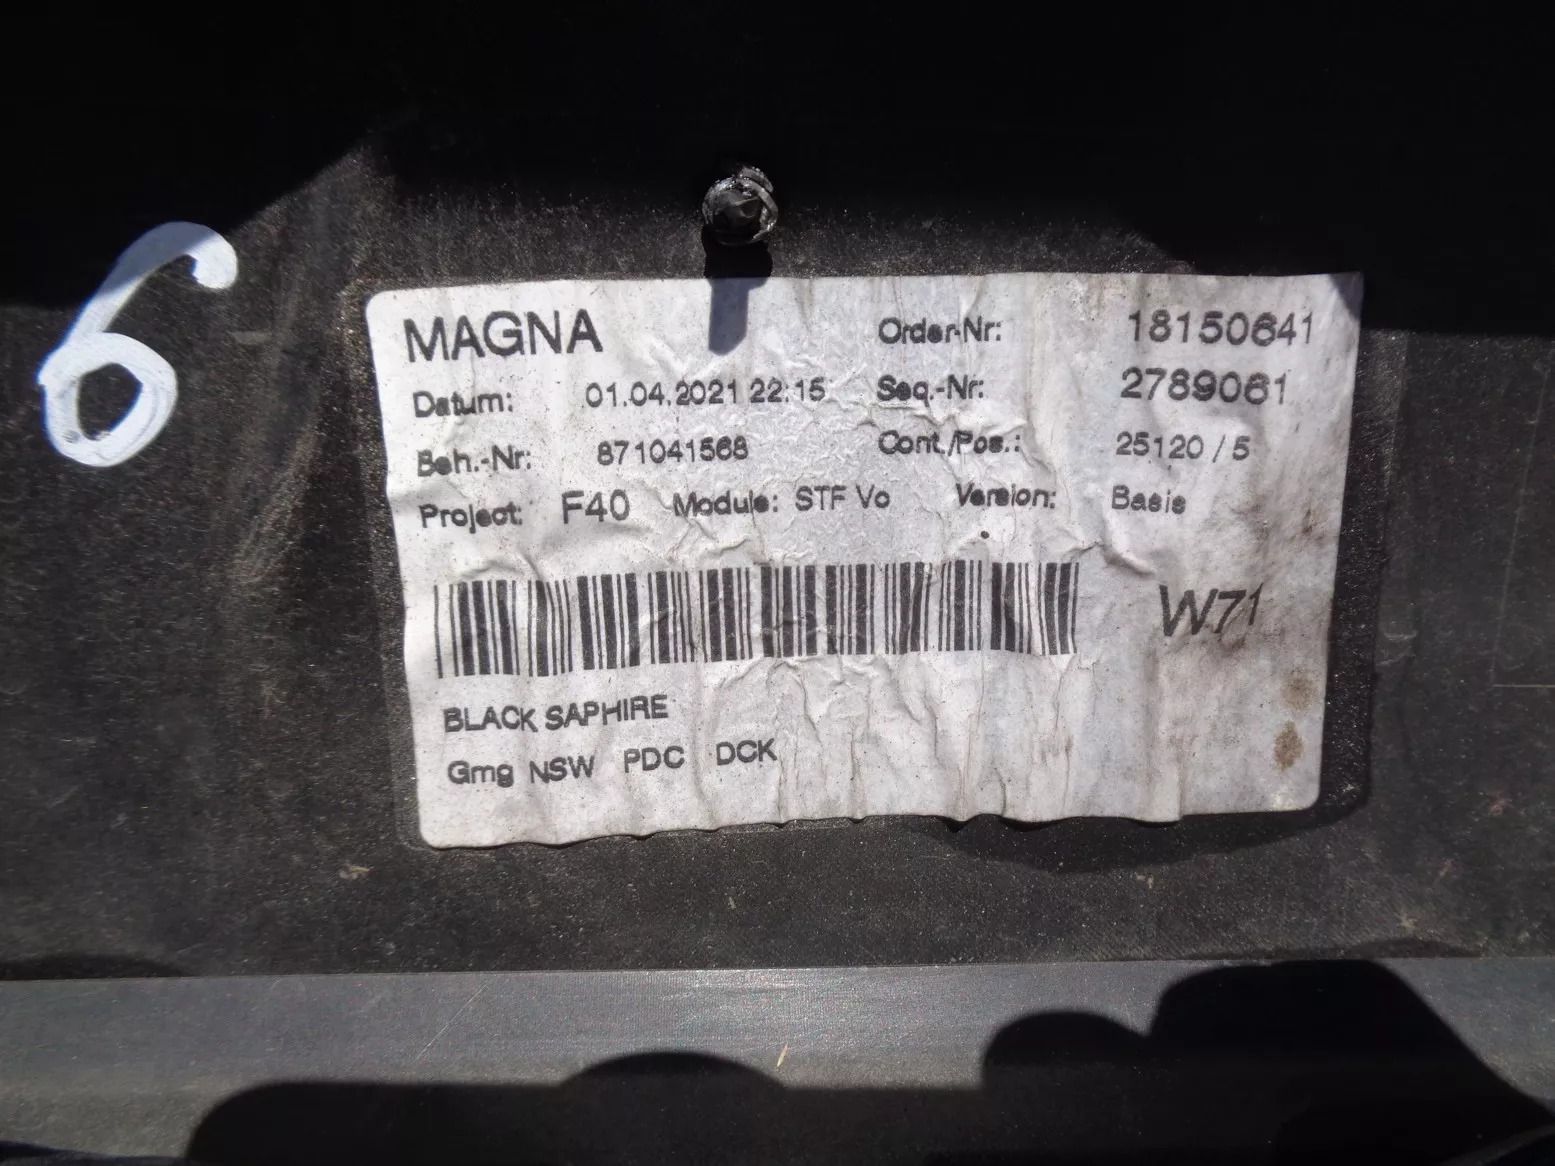 6
MAGNA Order-Nr: 18150641
Datum: 01.04.2021 22:15 Seq.-Nr: 2789061
Beh.-Nr: 871041568 Cont./Pos.: 25120 / 5
Project: F40 Module: STF Vo Version: Basis
W71
BLACK SAPHIRE
Gmg NSW PDC DCK